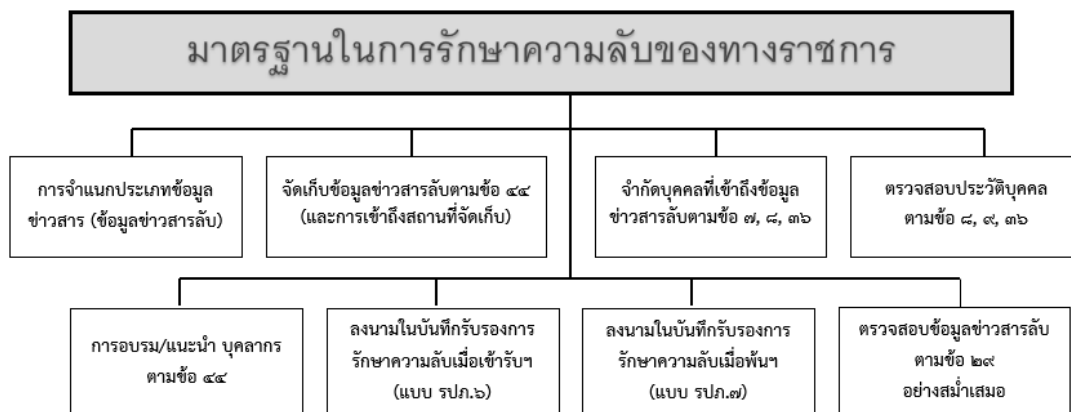 มาตรฐานในการรักษาความลับของทางราชการ
การจำแนกประเภทข้อมูล
ข่าวสาร (ข้อมูลข่าวสารลับ)
จัดเก็บข้อมูลข่าวสารลับตามข้อ ๔๔
(และการเข้าถึงสถานที่จัดเก็บ)
จำกัดบุคคลที่เข้าถึงข้อมูล
ข่าวสารลับตามข้อ ๗, ๘, ๓๖
ตรวจสอบประวัติบุคคล
ตามข้อ ๘, ๙, ๓๖
การอบรม/แนะนำ บุคลากร
ตามข้อ ๔๔
ลงนามในบันทึกรับรองการ
รักษาความลับเมื่อเข้ารับฯ
(แบบ รปภ.๖)
ลงนามในบันทึกรับรองการ
รักษาความลับเมื่อพ้นฯ
(แบบ รปภ.๗)
ตรวจสอบข้อมูลข่าวสารลับ
ตามข้อ ๒๙
อย่างสม่ำเสมอ